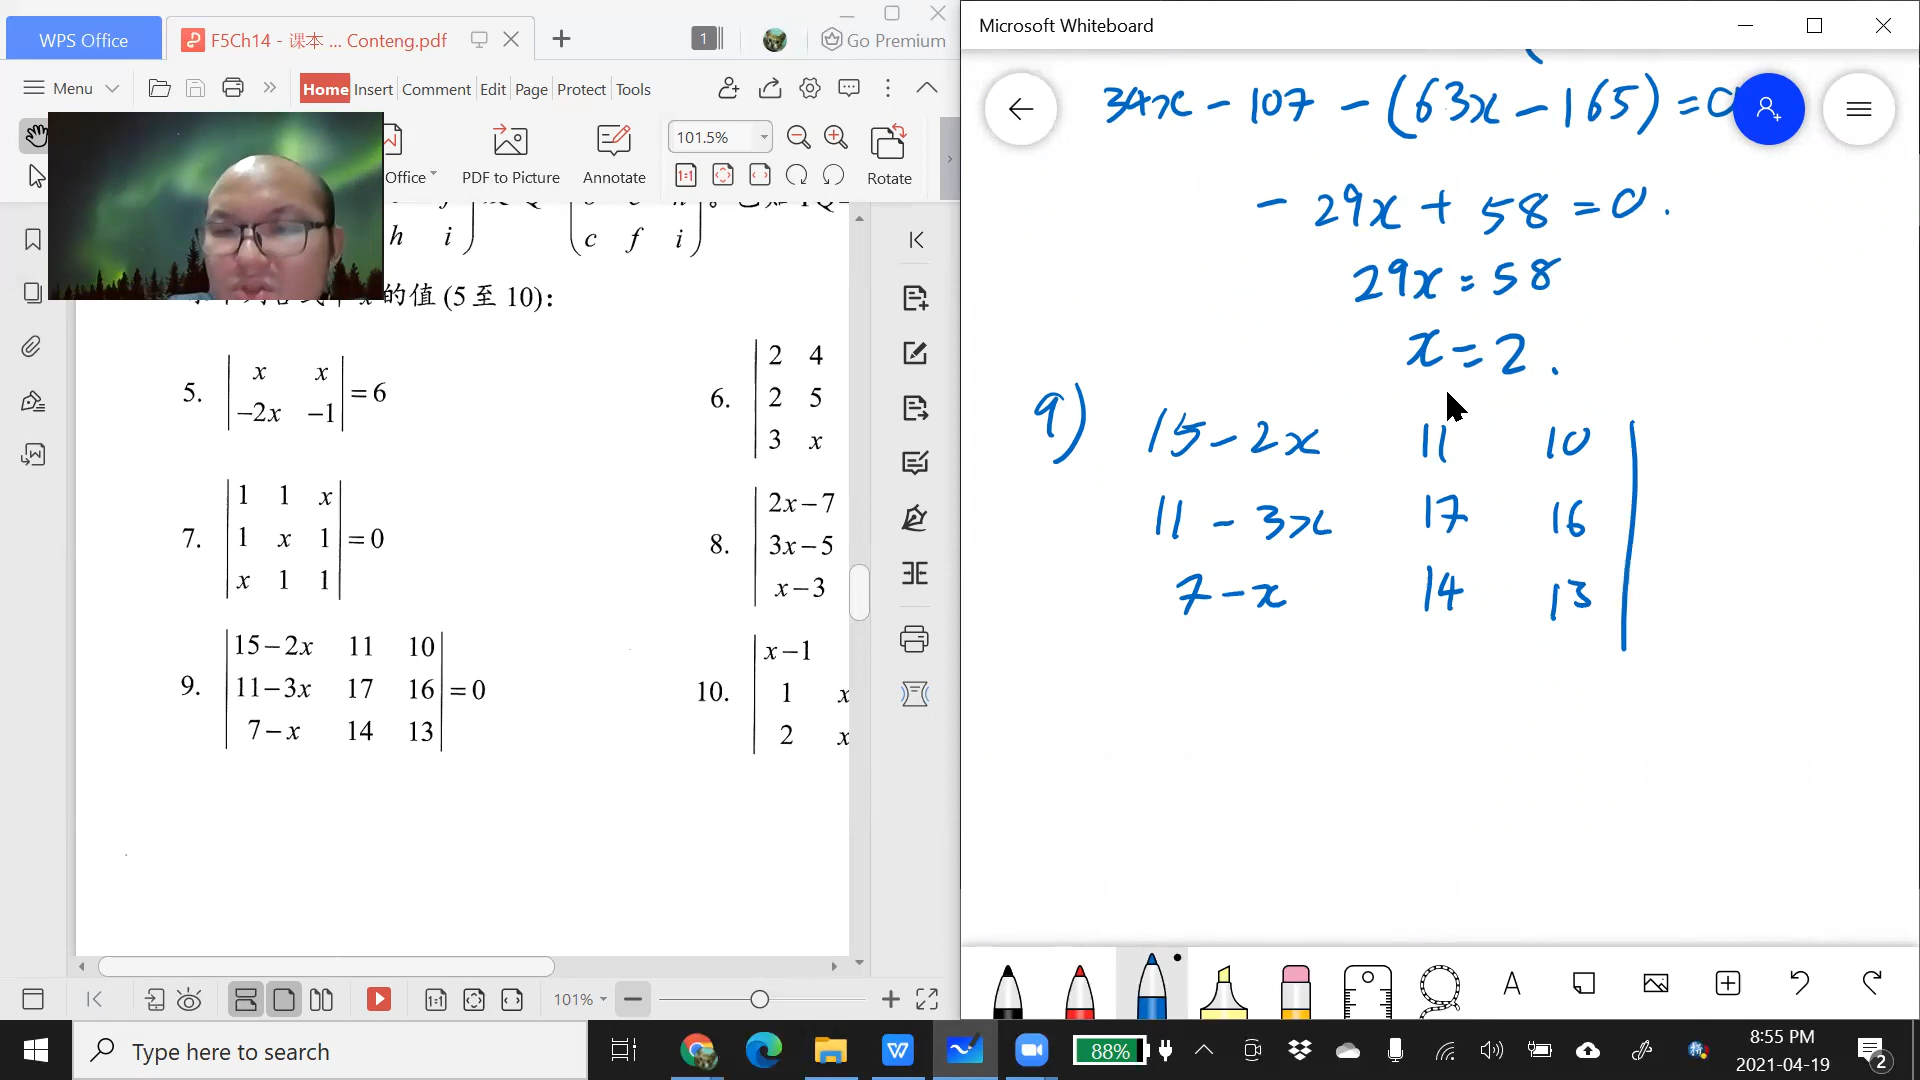 WPS Office
F5Ch14 - 课本 ... Conteng.pdf
1
Go Premium
Menu
Home Insert Comment Edit Page Protect Tools
Office
PDF to Picture
Annotate
101.5%
Rotate
h i
c f i
的值 (5 至 10)：
5. | x x |
| −2x −1 | = 6
6. | 2 4
2 5
3 x
7. | 1 1 x |
| 1 x 1 | = 0
| x 1 1 |
8. | 2x − 7
3x − 5
x − 3
9. | 15 − 2x 11 10 |
| 11 − 3x 17 16 | = 0
| 7 − x 14 13 |
10. | x − 1
1 x
2 x
101%
Microsoft Whiteboard
34x − 107 − (63x − 165) = 0
− 29x + 58 = 0 .
29x = 58
x = 2 .
9) 15 − 2x 11 10 |
11 − 3x 17 16 |
7 − x 14 13 |
Type here to search
88%
8:55 PM
2021-04-19
2